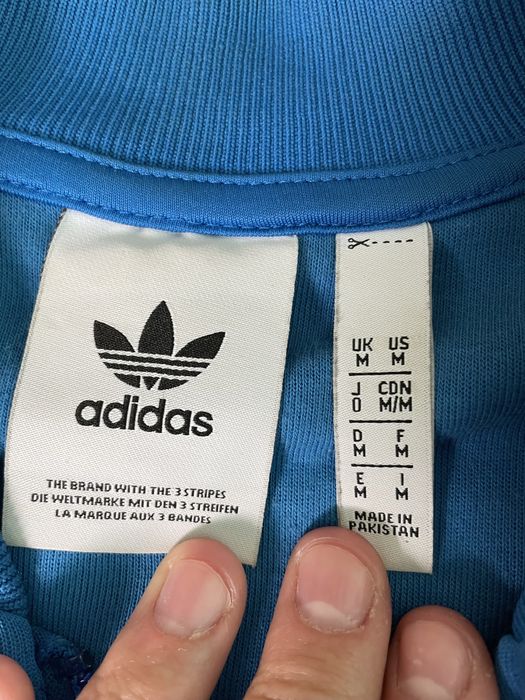 adidas
THE BRAND WITH THE 3 STRIPES
DIE WELTMARKE MIT DEN 3 STREIFEN
LA MARQUE AUX 3 BANDES
UK US
M M
J CDN
O M/M
D F
M M
E I
M M
MADE IN
PAKISTAN